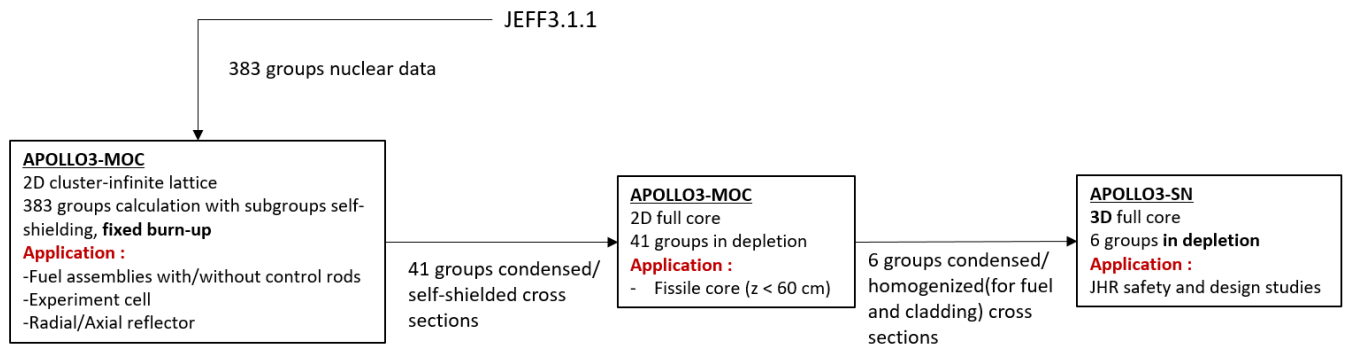 JEFF3.1.1
383 groups nuclear data
APOLLO3-MOC
2D cluster-infinite lattice
383 groups calculation with subgroups self-
shielding, fixed burn-up
Application :
-Fuel assemblies with/without control rods
-Experiment cell
-Radial/Axial reflector
41 groups condensed/
self-shielded cross
sections
APOLLO3-MOC
2D full core
41 groups in depletion
Application :
- Fissile core (z < 60 cm)
6 groups condensed/
homogenized(for fuel
and cladding) cross
sections
APOLLO3-SN
3D full core
6 groups in depletion
Application :
JHR safety and design studies